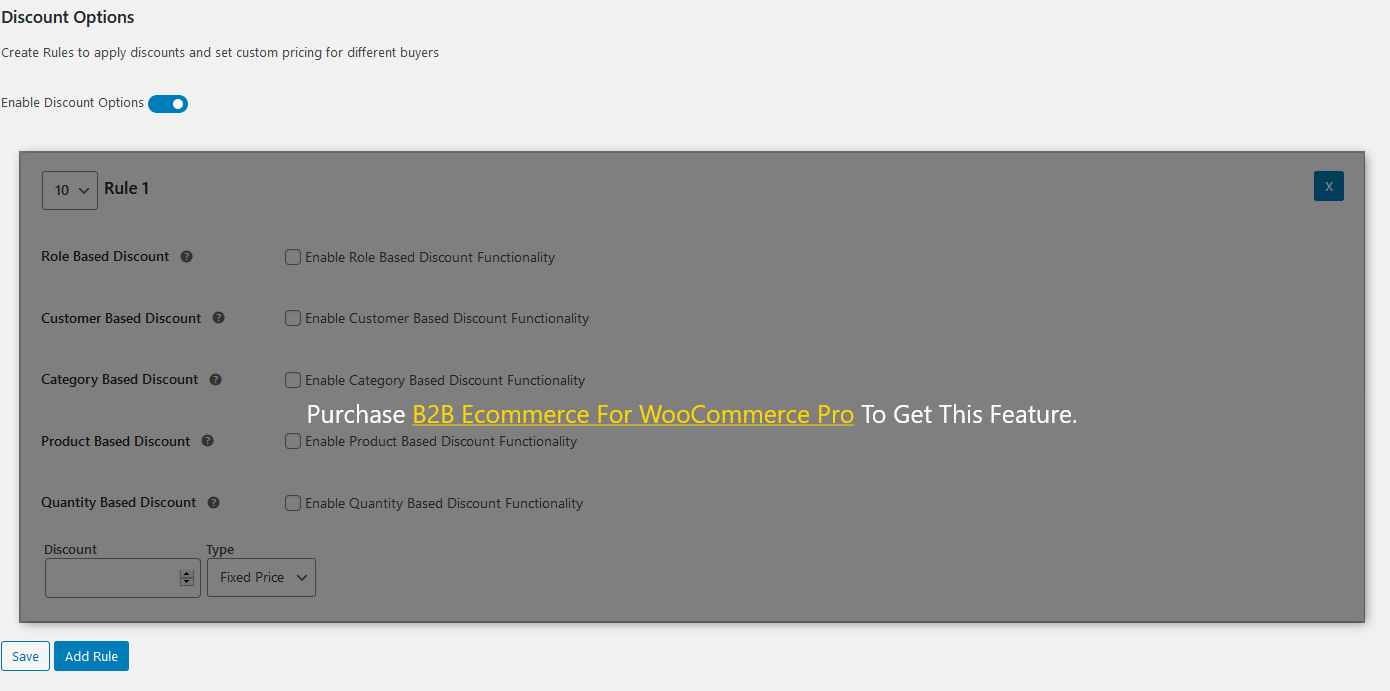 Discount Options
Create Rules to apply discounts and set custom pricing for different buyers
Enable Discount Options
10 Rule 1 X
Role Based Discount ? Enable Role Based Discount Functionality
Customer Based Discount ? Enable Customer Based Discount Functionality
Category Based Discount ? Enable Category Based Discount Functionality
Purchase B2B Ecommerce For WooCommerce Pro To Get This Feature.
Product Based Discount ? Enable Product Based Discount Functionality
Quantity Based Discount ? Enable Quantity Based Discount Functionality
Discount Type
Fixed Price
Save Add Rule